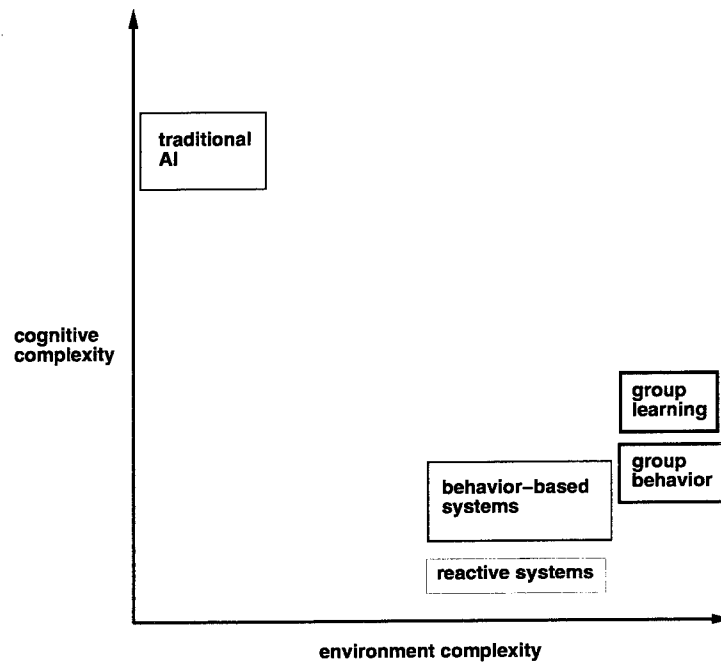 traditional
AI
cognitive
complexity
group
learning
group
behavior
behavior–based
systems
reactive systems
environment complexity